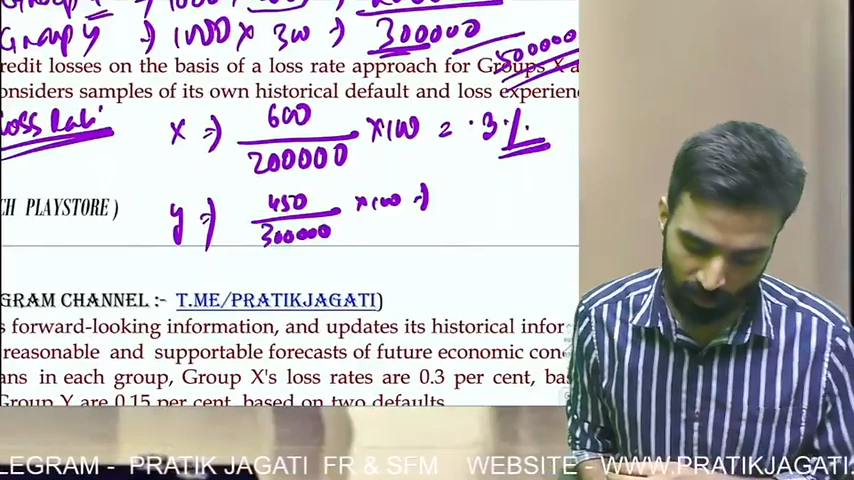 Group Y => 1000 x 300 => 300000
500000
redit losses on the basis of a loss rate approach for Groups X a
onsiders samples of its own historical default and loss experien
Loss Rate
X => 600 / 200000 x 100 = .3%
CH PLAYSTORE)
y => 450 / 300000 x 100 =>
GRAM CHANNEL :- T.ME/PRATIKJAGATI)
s forward-looking information, and updates its historical infor
reasonable and supportable forecasts of future economic con
ans in each group, Group X's loss rates are 0.3 per cent, bas
Group Y are 0.15 per cent, based on two defaults.
ELEGRAM - PRATIK JAGATI FR & SFM WEBSITE - WWW.PRATIKJAGATI.